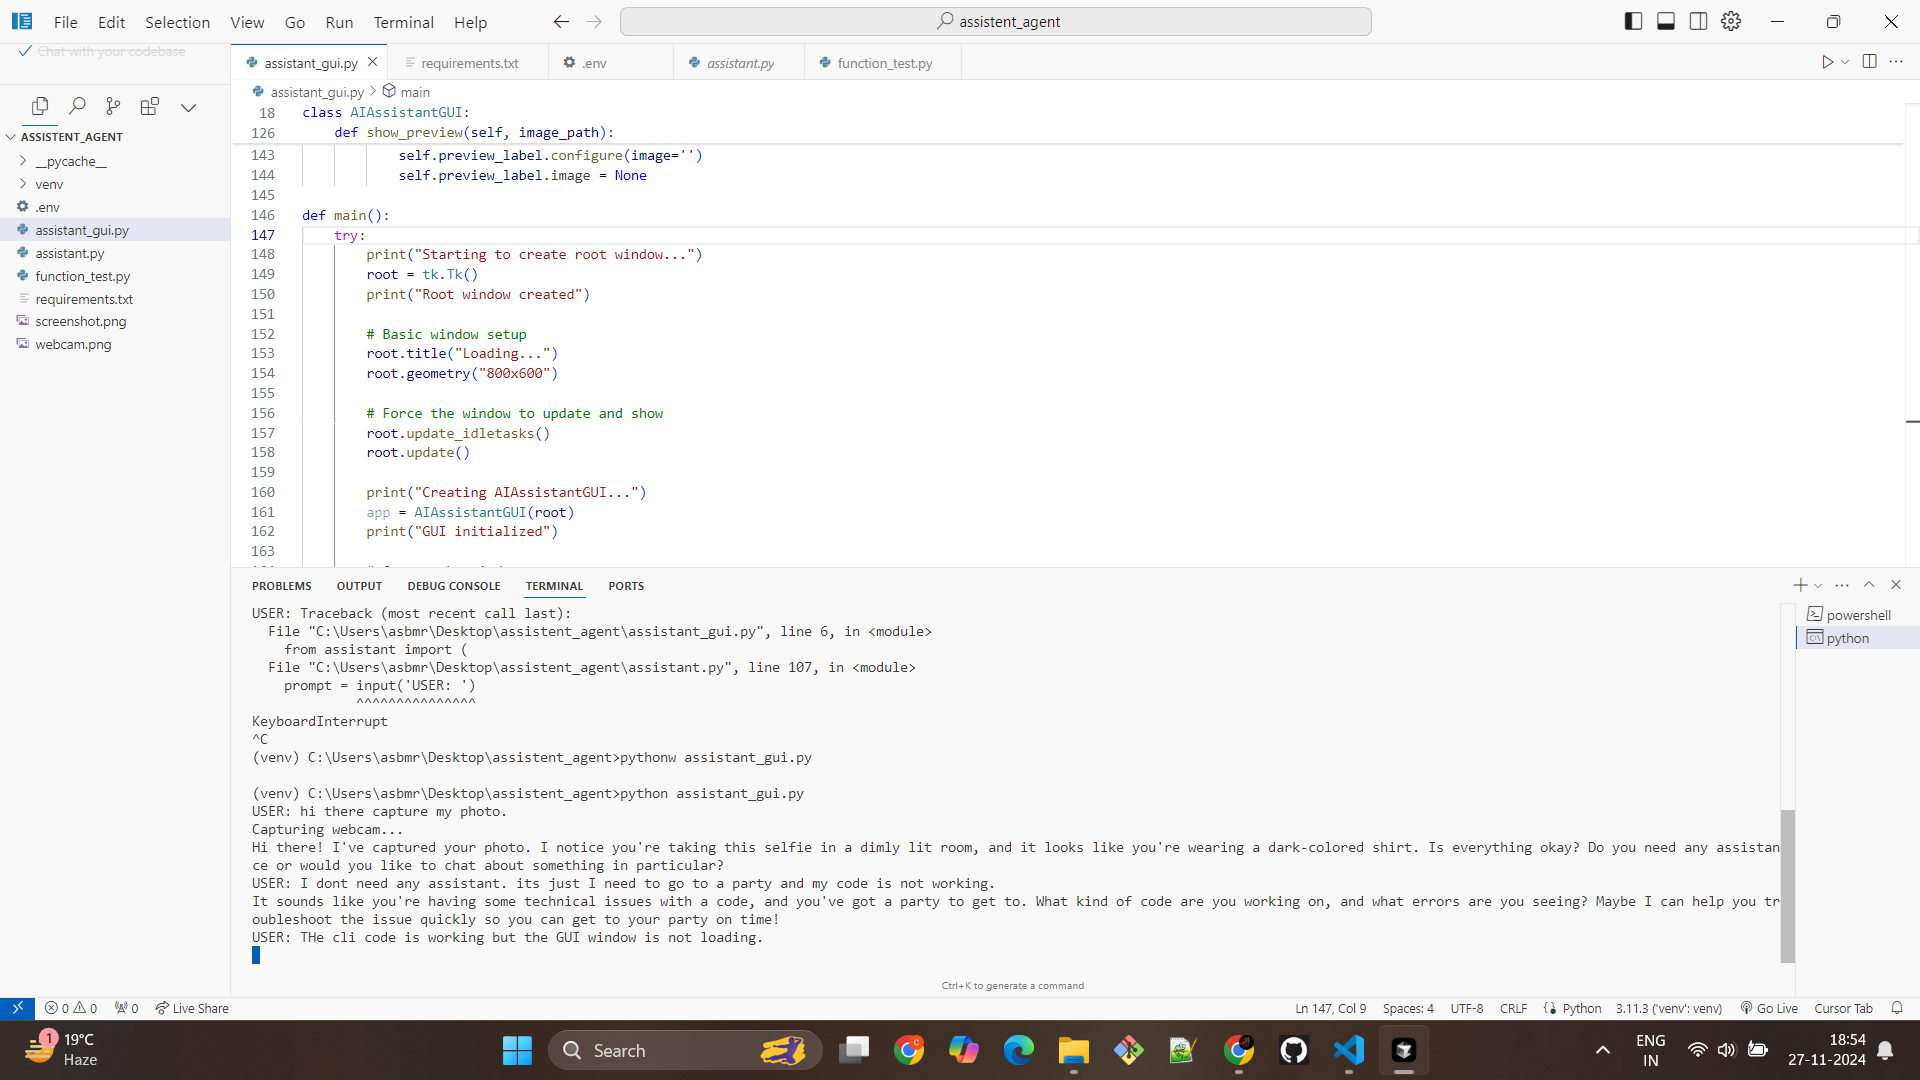 File Edit Selection View Go Run Terminal Help
assistent_agent
Chat with your codebase
assistant_gui.py
requirements.txt
.env
assistant.py
function_test.py
assistant_gui.py > main
ASSISTENT_AGENT
__pycache__
venv
.env
assistant_gui.py
assistant.py
function_test.py
requirements.txt
screenshot.png
webcam.png
18 class AIAssistantGUI:
126 def show_preview(self, image_path):
143 self.preview_label.configure(image='')
144 self.preview_label.image = None
145
146 def main():
147 try:
148 print("Starting to create root window...")
149 root = tk.Tk()
150 print("Root window created")
151
152 # Basic window setup
153 root.title("Loading...")
154 root.geometry("800x600")
155
156 # Force the window to update and show
157 root.update_idletasks()
158 root.update()
159
160 print("Creating AIAssistantGUI...")
161 app = AIAssistantGUI(root)
162 print("GUI initialized")
163
PROBLEMS OUTPUT DEBUG CONSOLE TERMINAL PORTS
powershell
python
USER: Traceback (most recent call last):
File "C:\Users\asbmr\Desktop\assistent_agent\assistant_gui.py", line 6, in <module>
from assistant import (
File "C:\Users\asbmr\Desktop\assistent_agent\assistant.py", line 107, in <module>
prompt = input('USER: ')
^^^^^^^^^^^^^^^
KeyboardInterrupt
^C
(venv) C:\Users\asbmr\Desktop\assistent_agent>pythonw assistant_gui.py
(venv) C:\Users\asbmr\Desktop\assistent_agent>python assistant_gui.py
USER: hi there capture my photo.
Capturing webcam...
Hi there! I've captured your photo. I notice you're taking this selfie in a dimly lit room, and it looks like you're wearing a dark-colored shirt. Is everything okay? Do you need any assistan
ce or would you like to chat about something in particular?
USER: I dont need any assistant. its just I need to go to a party and my code is not working.
It sounds like you're having some technical issues with a code, and you've got a party to get to. What kind of code are you working on, and what errors are you seeing? Maybe I can help you tr
oubleshoot the issue quickly so you can get to your party on time!
USER: THe cli code is working but the GUI window is not loading.
Ctrl+K to generate a command
0 0 0 Live Share
Ln 147, Col 9 Spaces: 4 UTF-8 CRLF Python 3.11.3 ('venv': venv) Go Live Cursor Tab
1
19°C
Haze
Search
ENG
IN
18:54
27-11-2024